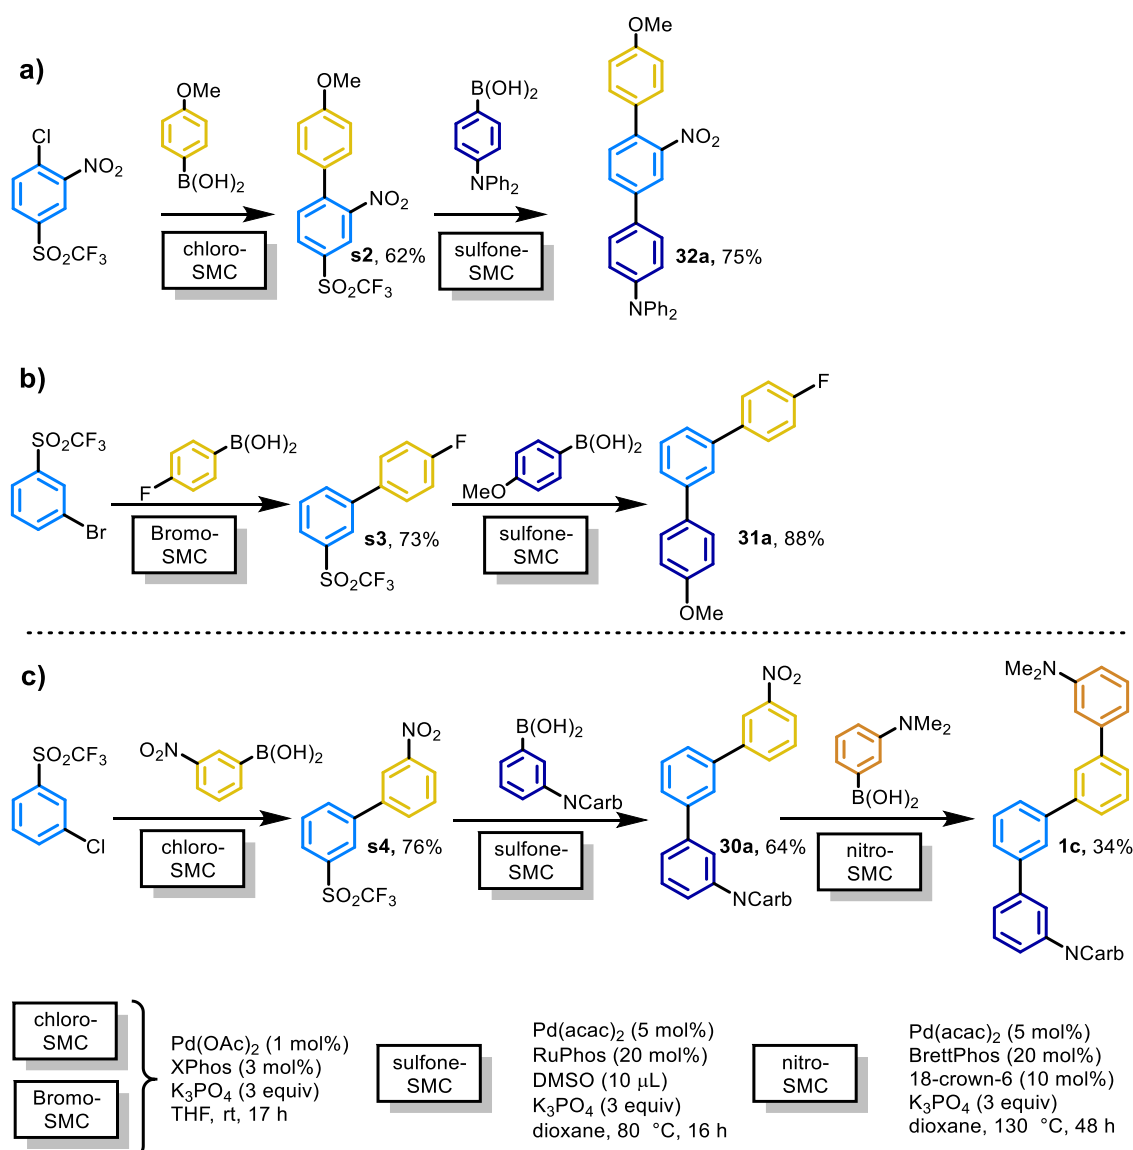 a)
Cl
NO2
SO2CF3
OMe
B(OH)2
chloro-
SMC
OMe
NO2
s2, 62%
SO2CF3
B(OH)2
NPh2
sulfone-
SMC
OMe
NO2
32a, 75%
NPh2
b)
SO2CF3
Br
B(OH)2
F
Bromo-
SMC
F
s3, 73%
SO2CF3
B(OH)2
MeO
sulfone-
SMC
F
31a, 88%
OMe
c)
SO2CF3
Cl
O2N
B(OH)2
chloro-
SMC
NO2
s4, 76%
SO2CF3
B(OH)2
NCarb
sulfone-
SMC
NO2
30a, 64%
NCarb
NMe2
B(OH)2
nitro-
SMC
Me2N
1c, 34%
NCarb
chloro-
SMC
Bromo-
SMC
Pd(OAc)2 (1 mol%)
XPhos (3 mol%)
K3PO4 (3 equiv)
THF, rt, 17 h
sulfone-
SMC
Pd(acac)2 (5 mol%)
RuPhos (20 mol%)
DMSO (10 μL)
K3PO4 (3 equiv)
dioxane, 80 °C, 16 h
nitro-
SMC
Pd(acac)2 (5 mol%)
BrettPhos (20 mol%)
18-crown-6 (10 mol%)
K3PO4 (3 equiv)
dioxane, 130 °C, 48 h